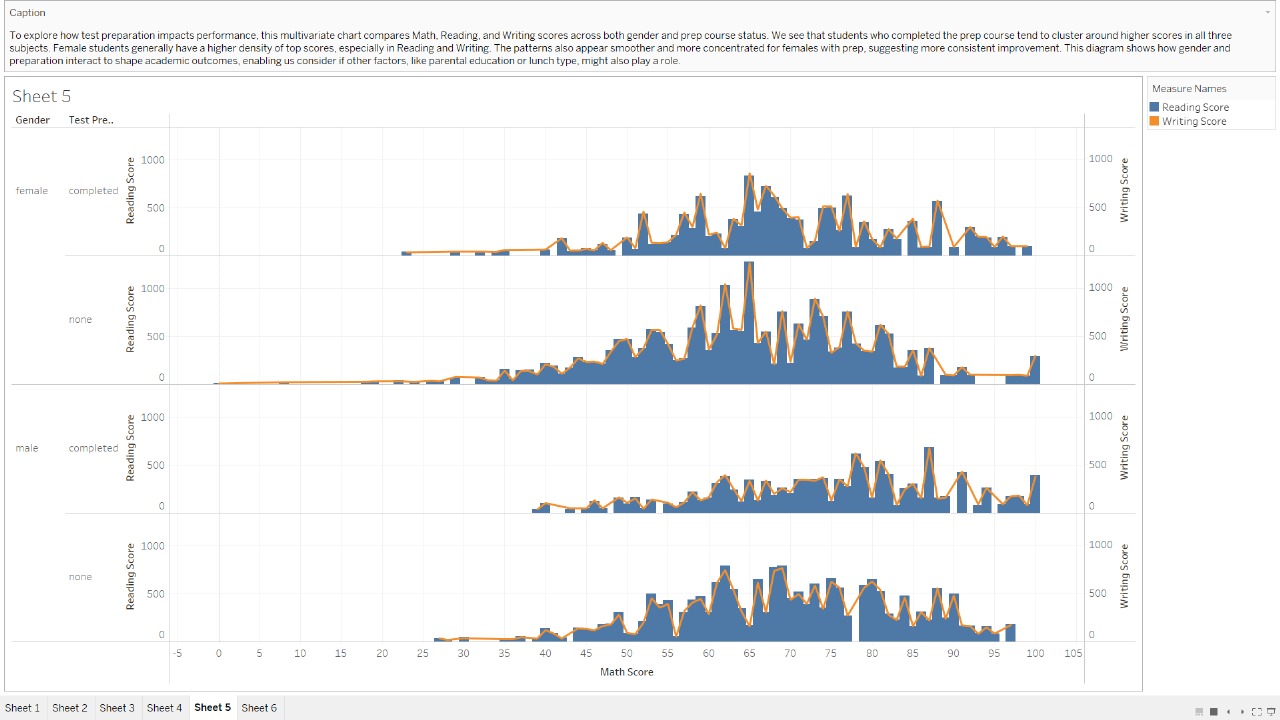 Caption
To explore how test preparation impacts performance, this multivariate chart compares Math, Reading, and Writing scores across both gender and prep course status. We see that students who completed the prep course tend to cluster around higher scores in all three
subjects. Female students generally have a higher density of top scores, especially in Reading and Writing. The patterns also appear smoother and more concentrated for females with prep, suggesting more consistent improvement. This diagram shows how gender and
preparation interact to shape academic outcomes, enabling us consider if other factors, like parental education or lunch type, might also play a role.
Sheet 5
Measure Names
Reading Score
Writing Score
Gender Test Pre..
female completed
Reading Score
1000
500
0
1000
500
0
Writing Score
none
Reading Score
1000
500
0
1000
500
0
Writing Score
male completed
Reading Score
1000
500
0
1000
500
0
Writing Score
none
Reading Score
1000
500
0
1000
500
0
Writing Score
-5 0 5 10 15 20 25 30 35 40 45 50 55 60 65 70 75 80 85 90 95 100 105
Math Score
Sheet 1 Sheet 2 Sheet 3 Sheet 4 Sheet 5 Sheet 6